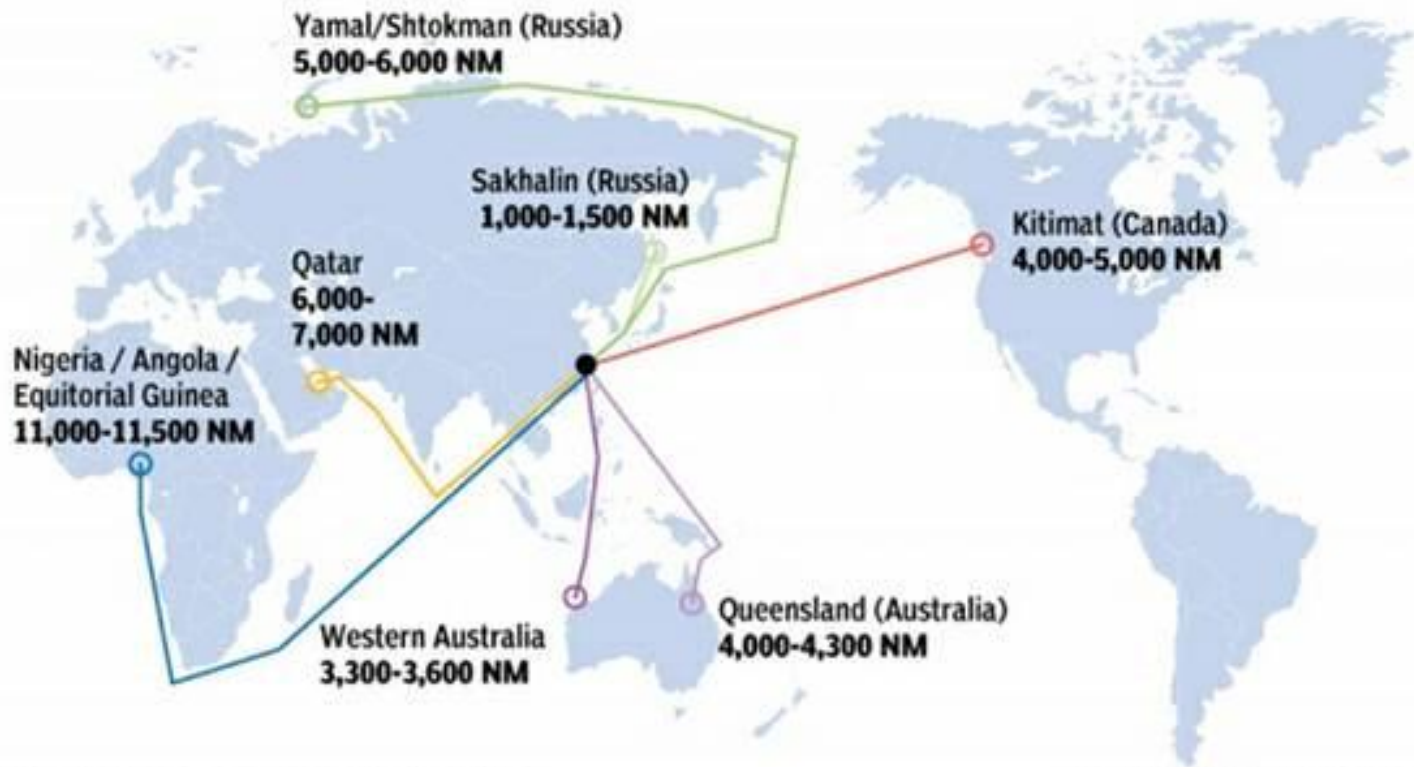 Yamal/Shtokman (Russia)
5,000-6,000 NM
Sakhalin (Russia)
1,000-1,500 NM
Kitimat (Canada)
4,000-5,000 NM
Qatar
6,000-
7,000 NM
Nigeria / Angola /
Equitorial Guinea
11,000-11,500 NM
Western Australia
3,300-3,600 NM
Queensland (Australia)
4,000-4,300 NM